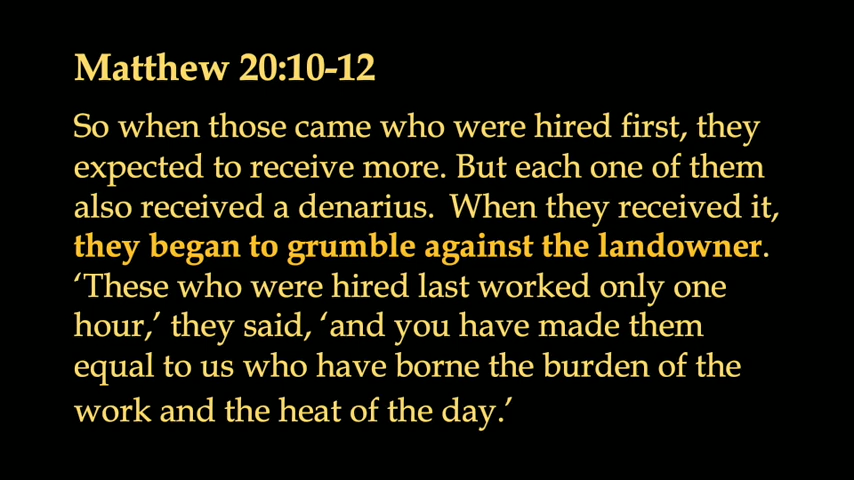 Matthew 20:10-12
So when those came who were hired first, they
expected to receive more. But each one of them
also received a denarius.  When they received it,
they began to grumble against the landowner.
‘These who were hired last worked only one
hour,’ they said, ‘and you have made them
equal to us who have borne the burden of the
work and the heat of the day.’